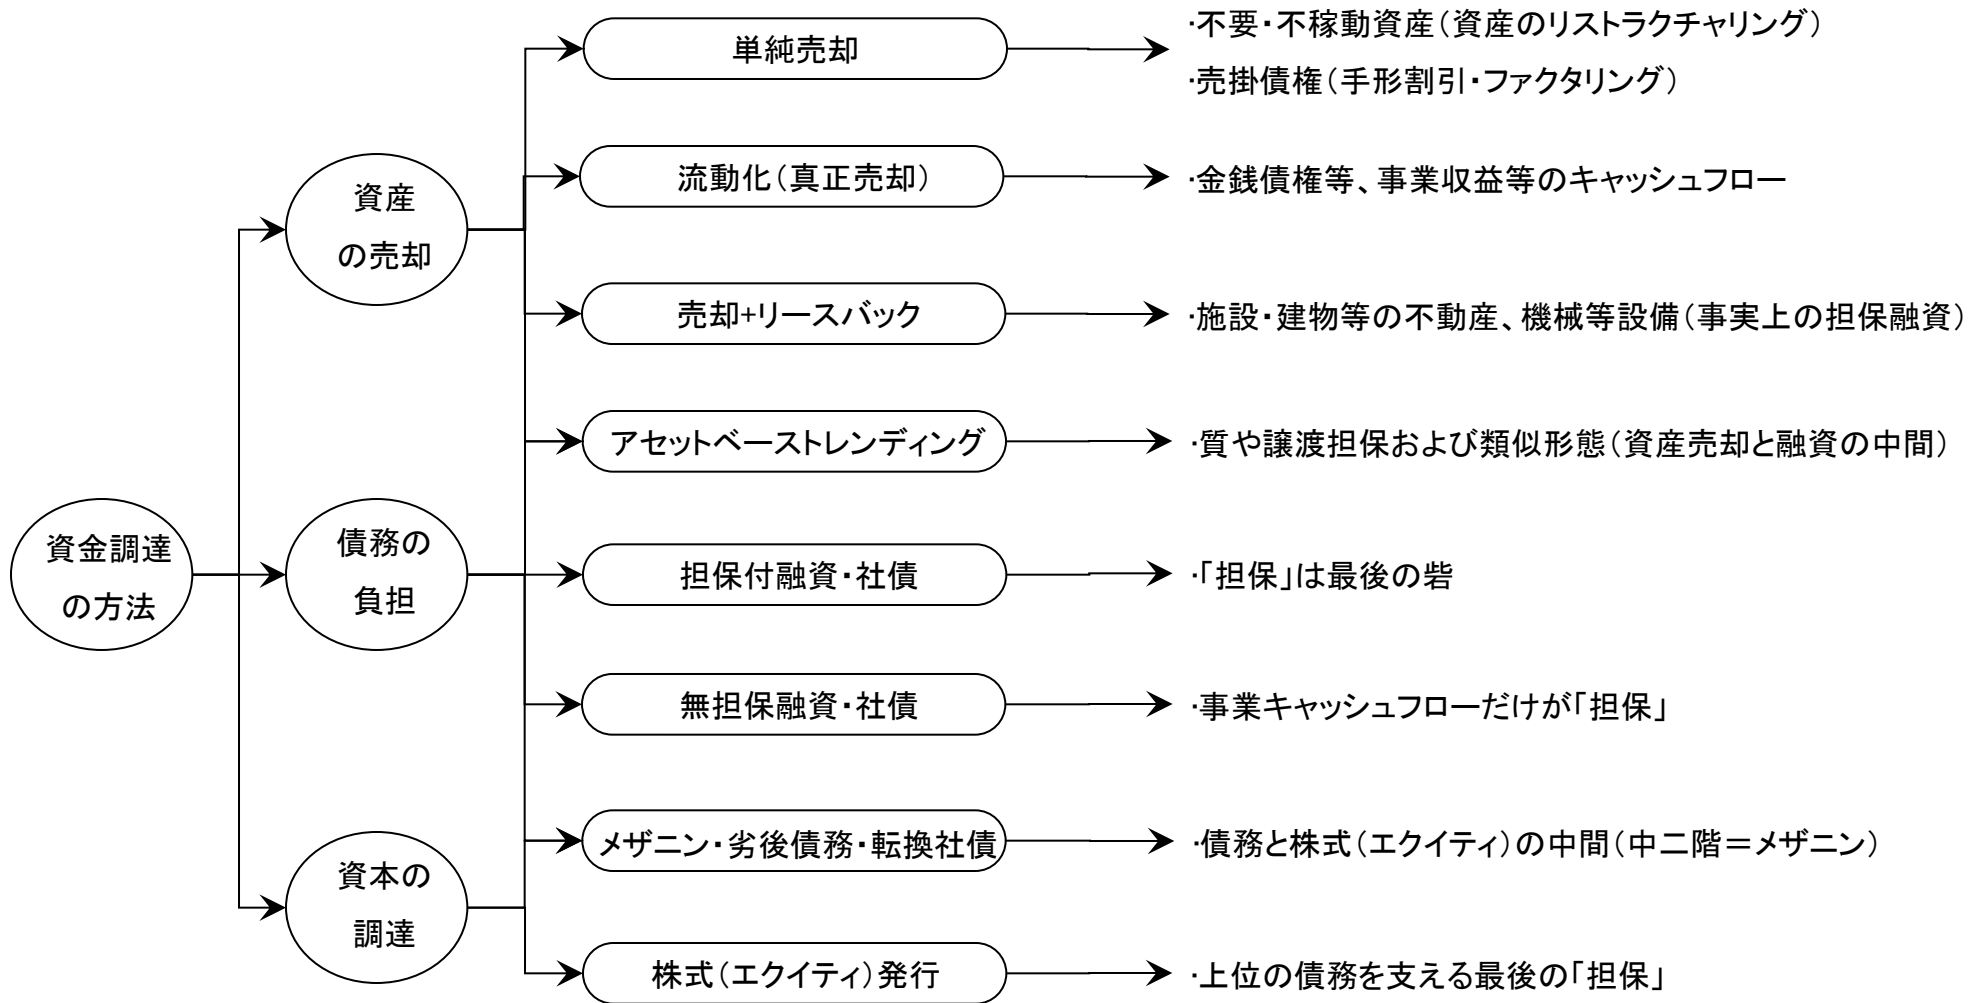 資金調達
の方法
資産
の売却
債務の
負担
資本の
調達
単純売却
·不要・不稼動資産（資産のリストラクチャリング）
·売掛債権（手形割引・ファクタリング）
流動化（真正売却）
·金銭債権等、事業収益等のキャッシュフロー
売却+リースバック
·施設・建物等の不動産、機械等設備（事実上の担保融資）
アセットベーストレンディング
·質や譲渡担保および類似形態（資産売却と融資の中間）
担保付融資・社債
·「担保」は最後の砦
無担保融資・社債
·事業キャッシュフローだけが「担保」
メザニン・劣後債務・転換社債
·債務と株式（エクイティ）の中間（中二階＝メザニン）
株式（エクイティ）発行
·上位の債務を支える最後の「担保」